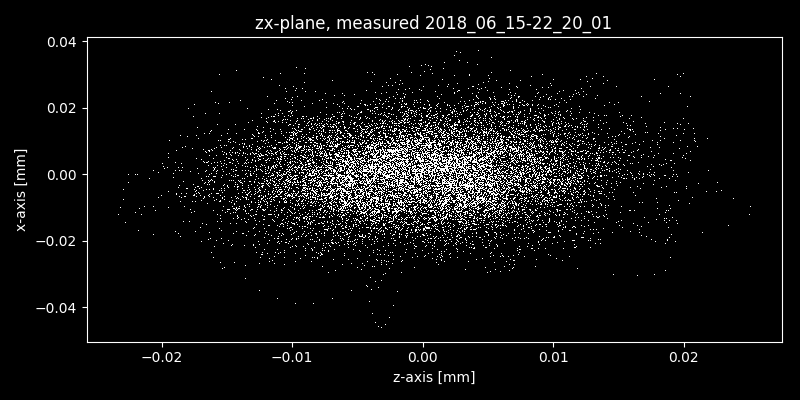 zx-plane, measured 2018_06_15-22_20_01
0.04
0.02
0.00
−0.02
−0.04
x-axis [mm]
−0.02 −0.01 0.00 0.01 0.02
z-axis [mm]